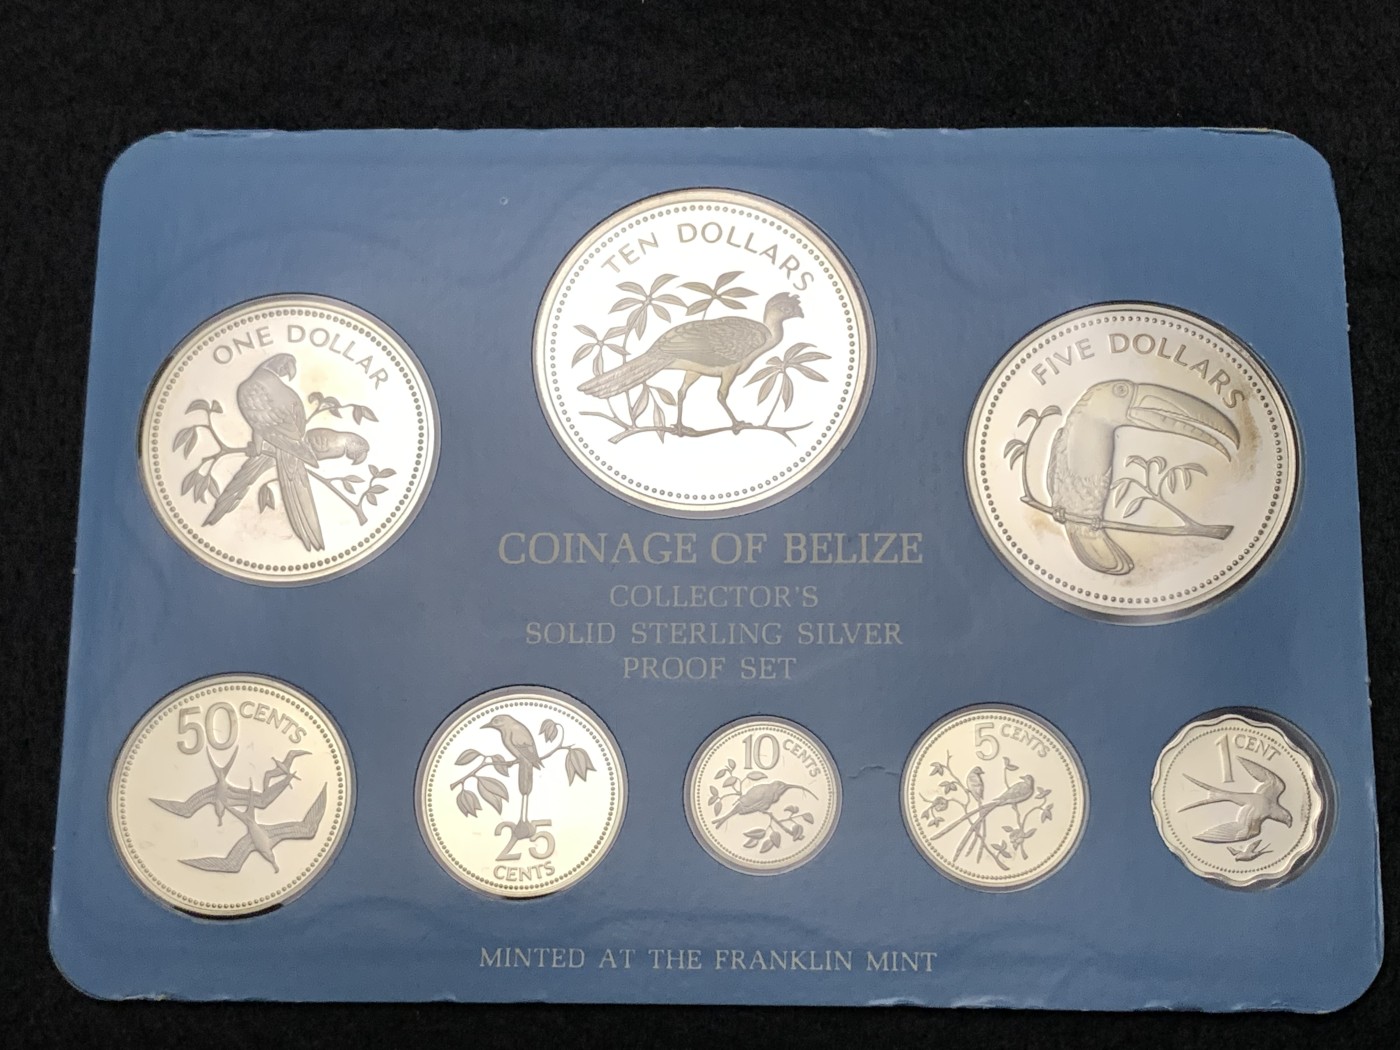 TEN DOLLARS
ONE DOLLAR
FIVE DOLLARS
COINAGE OF BELIZE
COLLECTOR'S
SOLID STERLING SILVER
PROOF SET
50 CENTS
25
CENTS
10 CENTS
5 CENTS
1 CENT
MINTED AT THE FRANKLIN MINT